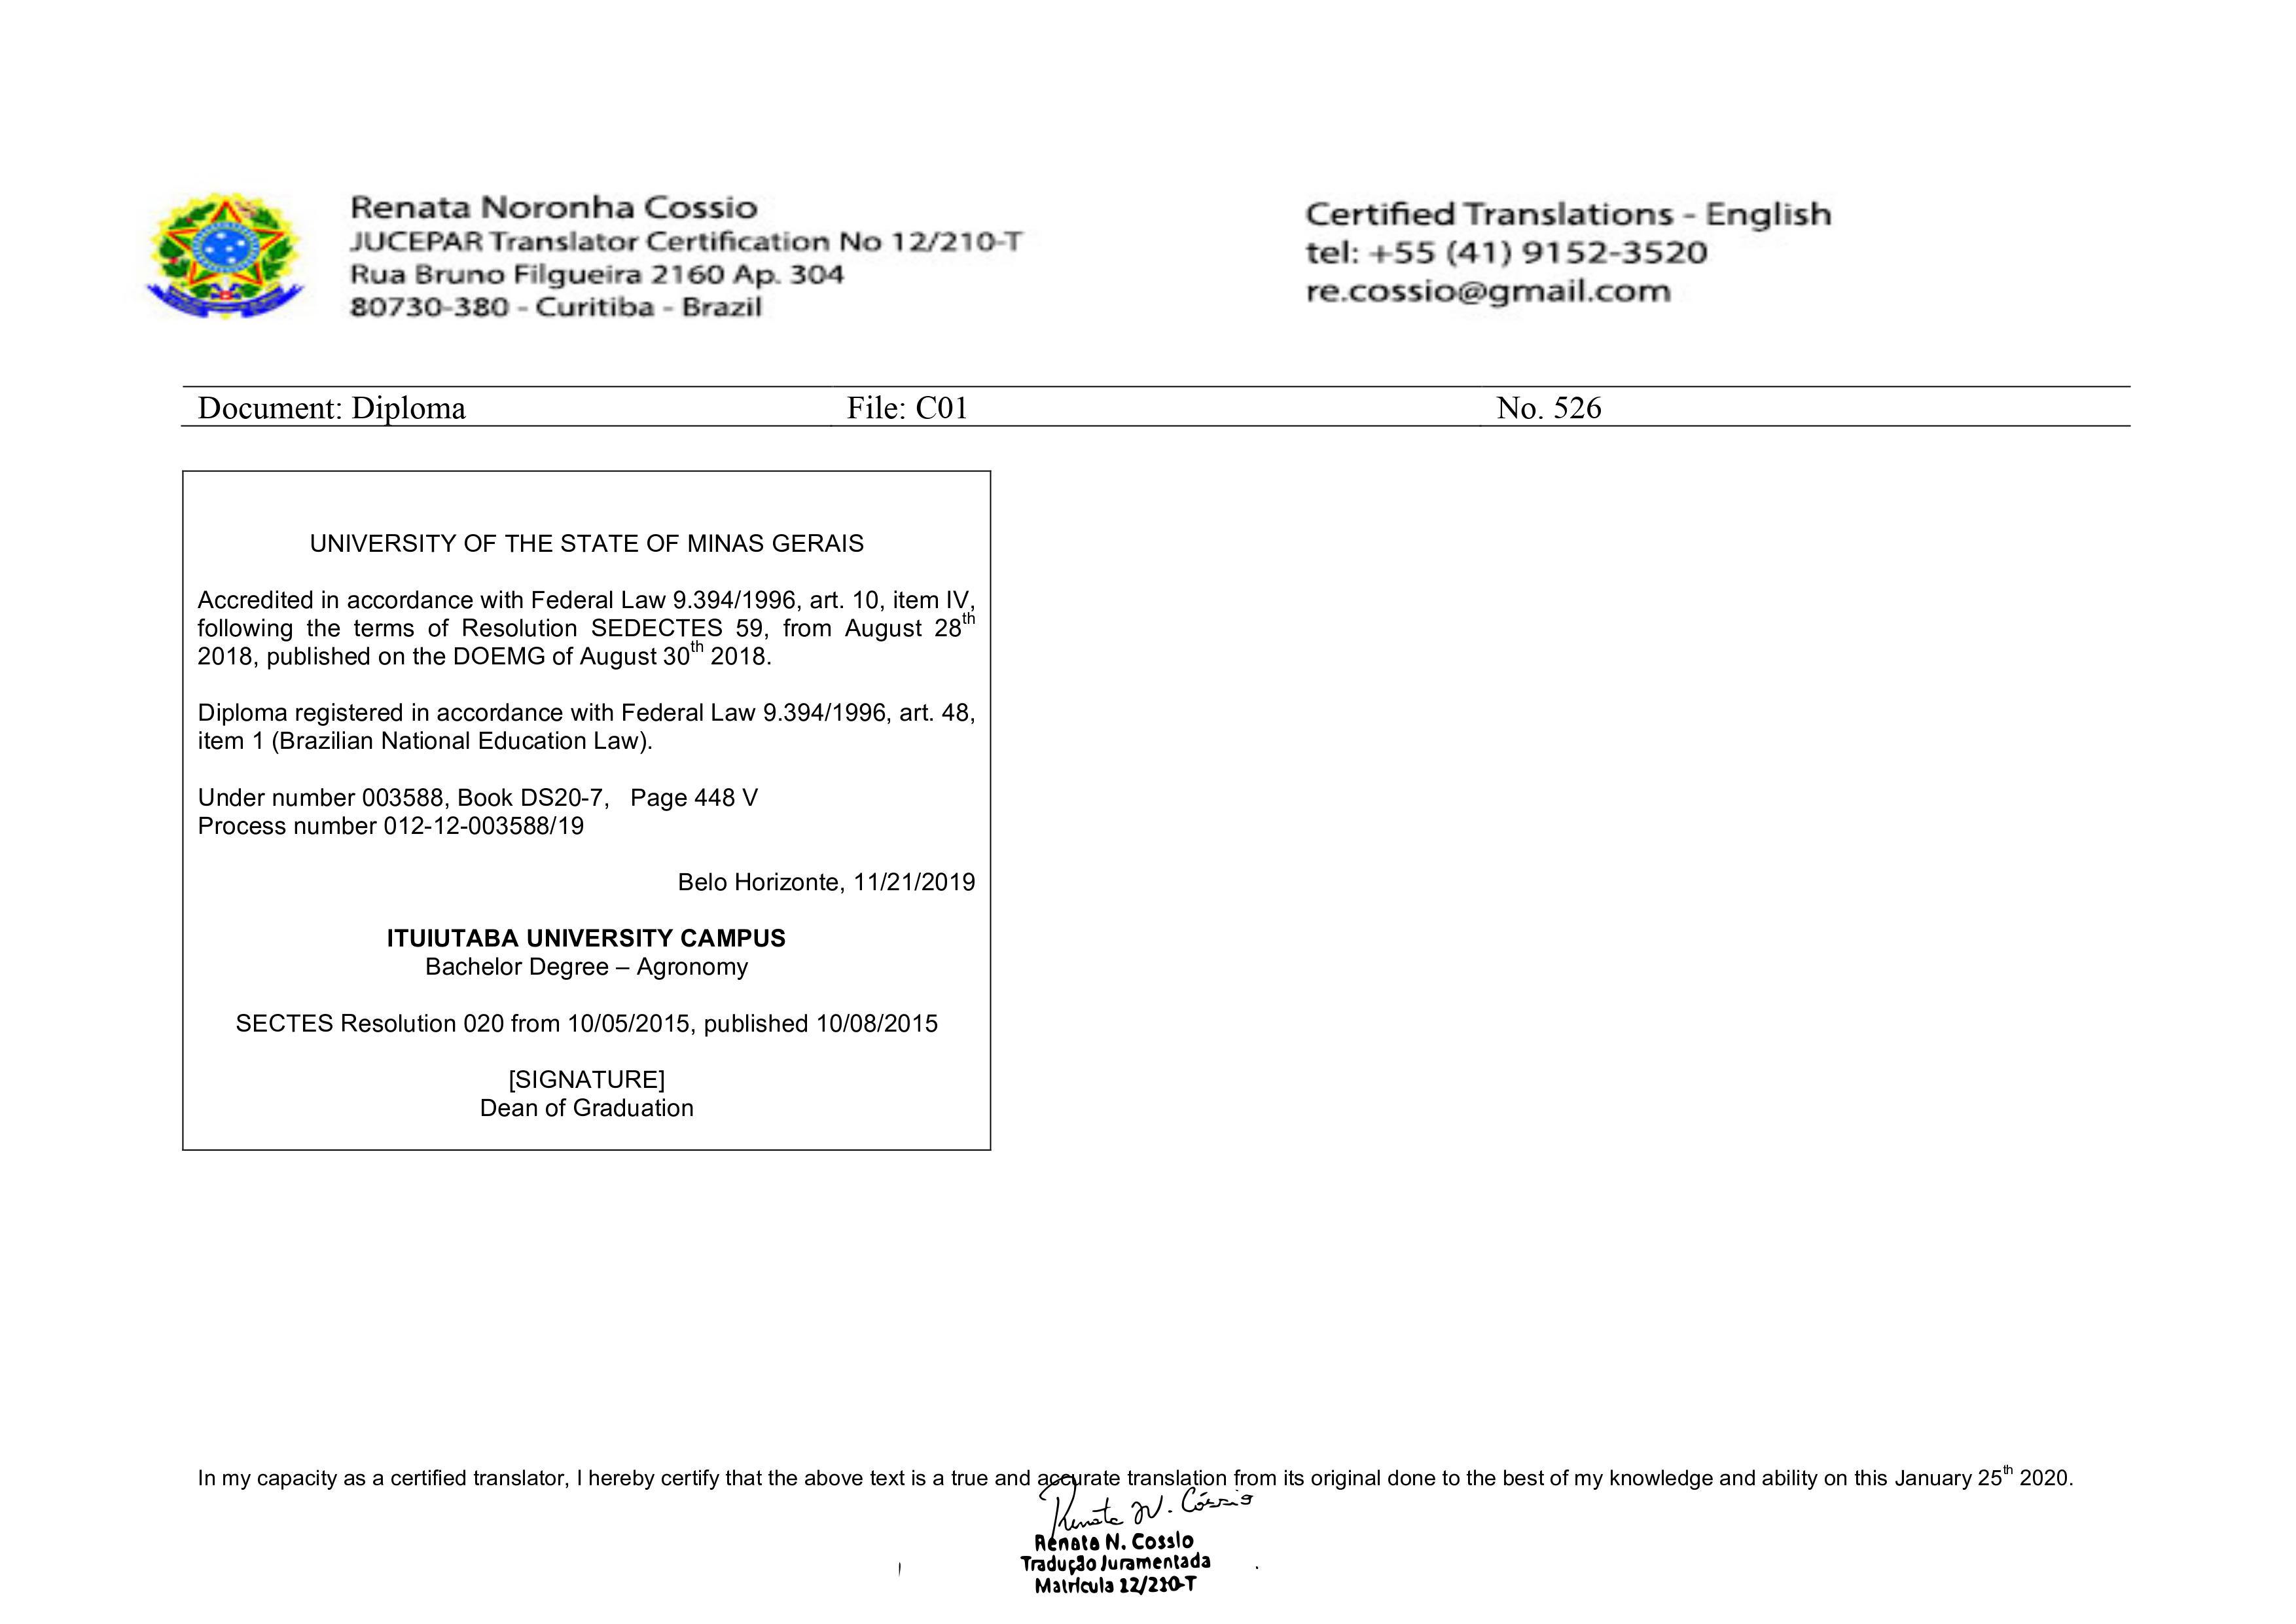 Renata Noronha Cossio
JUCEPAR Translator Certification No 12/210-T
Rua Bruno Filgueira 2160 Ap. 304
80730-380 - Curitiba - Brazil
Certified Translations - English
tel: +55 (41) 9152-3520
re.cossio@gmail.com
Document: Diploma File: C01 No. 526
UNIVERSITY OF THE STATE OF MINAS GERAIS
Accredited in accordance with Federal Law 9.394/1996, art. 10, item IV,
following the terms of Resolution SEDECTES 59, from August 28th
2018, published on the DOEMG of August 30th 2018.
Diploma registered in accordance with Federal Law 9.394/1996, art. 48,
item 1 (Brazilian National Education Law).
Under number 003588, Book DS20-7, Page 448 V
Process number 012-12-003588/19
Belo Horizonte, 11/21/2019
ITUIUTABA UNIVERSITY CAMPUS
Bachelor Degree – Agronomy
SECTES Resolution 020 from 10/05/2015, published 10/08/2015
[SIGNATURE]
Dean of Graduation
In my capacity as a certified translator, I hereby certify that the above text is a true and accurate translation from its original done to the best of my knowledge and ability on this January 25th 2020.
Renata N. Cóssio
Renata N. Cossio
Tradução Juramentada
Matrícula 12/210-T